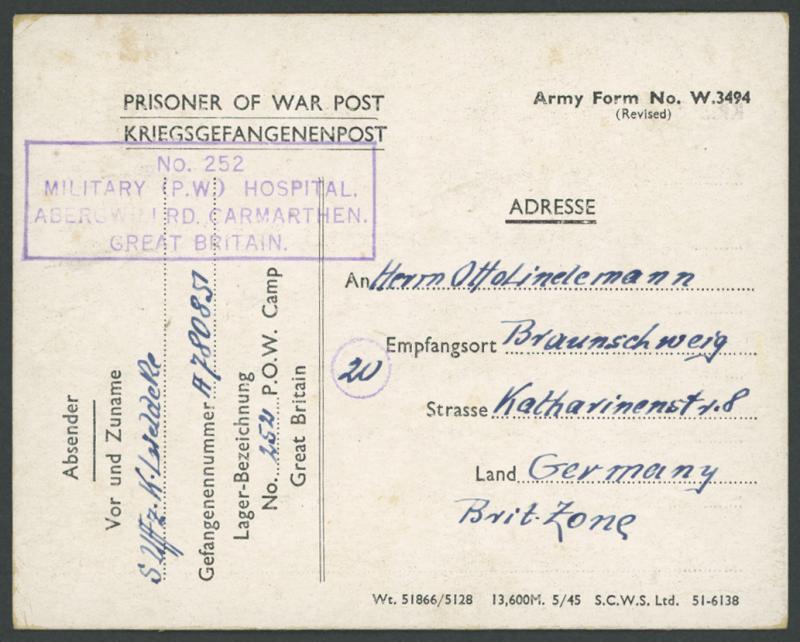 PRISONER OF WAR POST
KRIEGSGEFANGENENPOST
Army Form No. W.3494
(Revised)
No. 252
MILITARY (P.W.) HOSPITAL,
RD. CARMARTHEN.
GREAT BRITAIN.
ADRESSE
An Herrn Otto Lindemann
Empfangsort Braunschweig
20
Strasse Katharinenstr. 8
Land Germany
Brit-Zone
Absender
Vor und Zuname
S Uffz. K.
Gefangenennummer A780851
Lager-Bezeichnung
No. 252 P.O.W. Camp
Great Britain
Wt. 51866/5128 13,600M. 5/45 S.C.W.S. Ltd. 51-6138